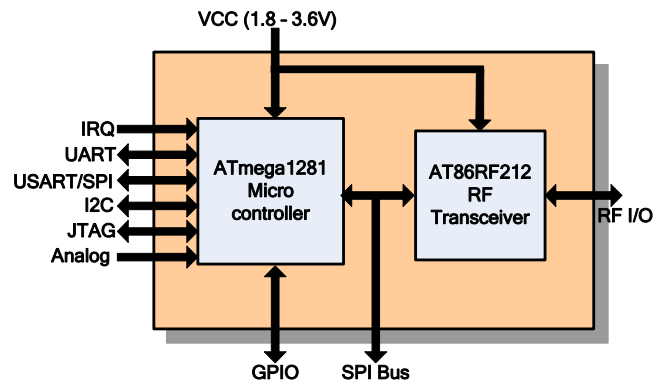 VCC (1.8 – 3.6V)
IRQ
UART
USART/SPI
I2C
JTAG
Analog
ATmega1281
Micro
controller
AT86RF212
RF
Transceiver
RF I/O
GPIO
SPI Bus